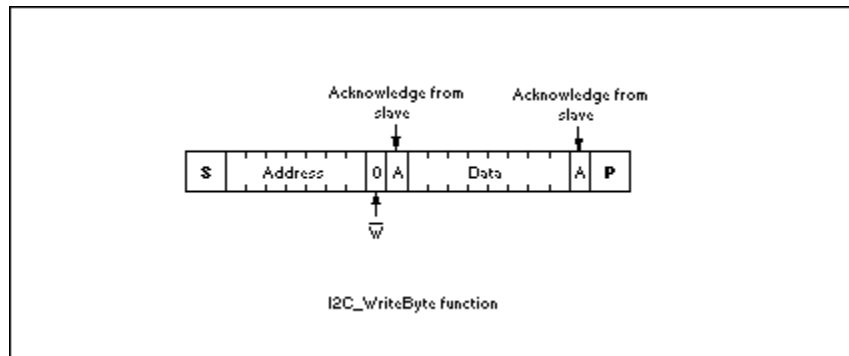 Acknowledge from
slave
Acknowledge from
slave
S Address 0 A Data A P
W̅
I2C_WriteByte function